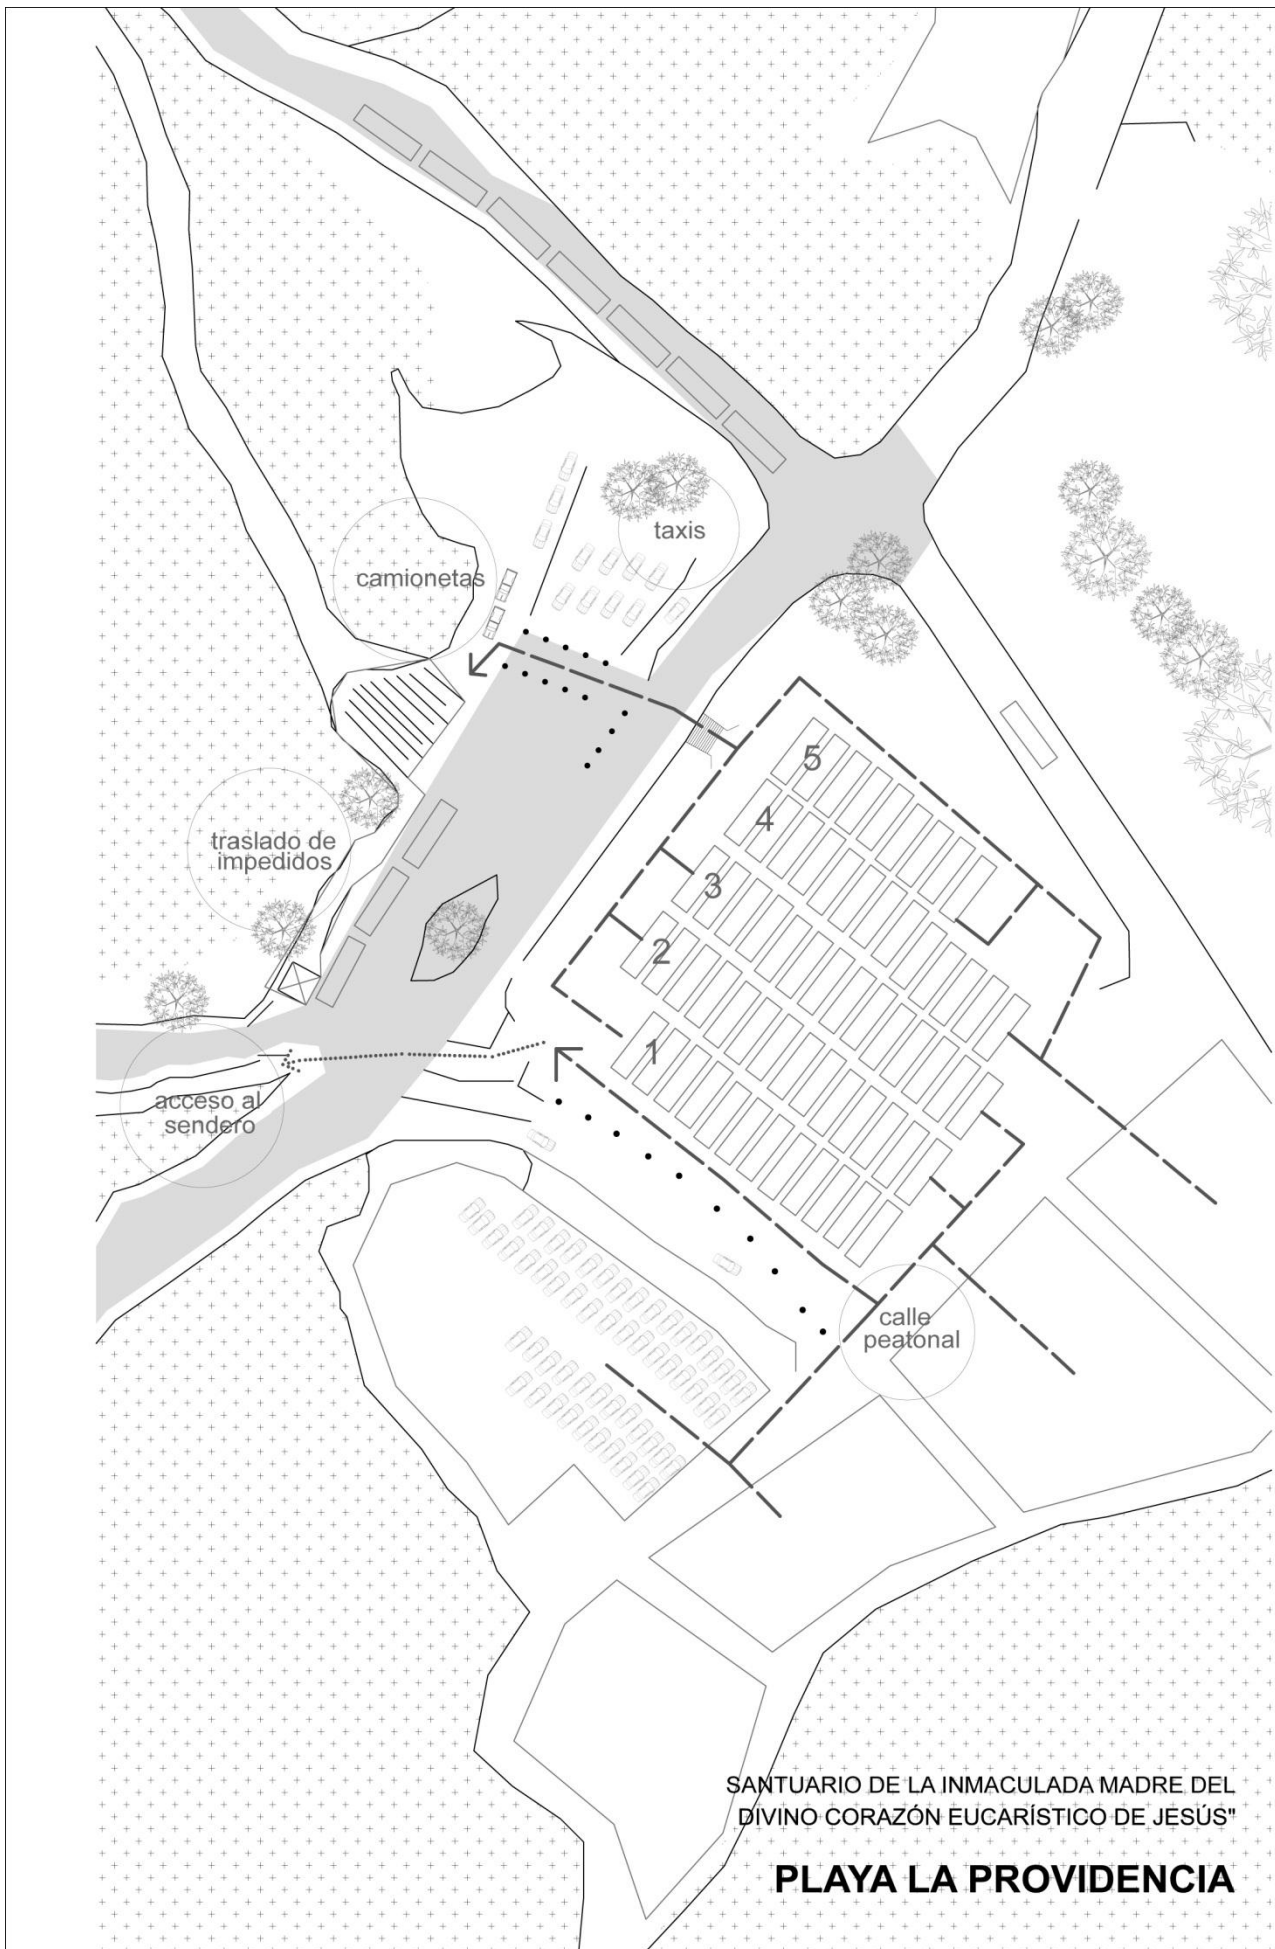 taxis
camionetas
5
4
traslado de
impedidos
3
2
1
acceso al
sendero
calle
peatonal
SANTUARIO DE LA INMACULADA MADRE DEL
DIVINO CORAZÓN EUCARÍSTICO DE JESÚS"
PLAYA LA PROVIDENCIA